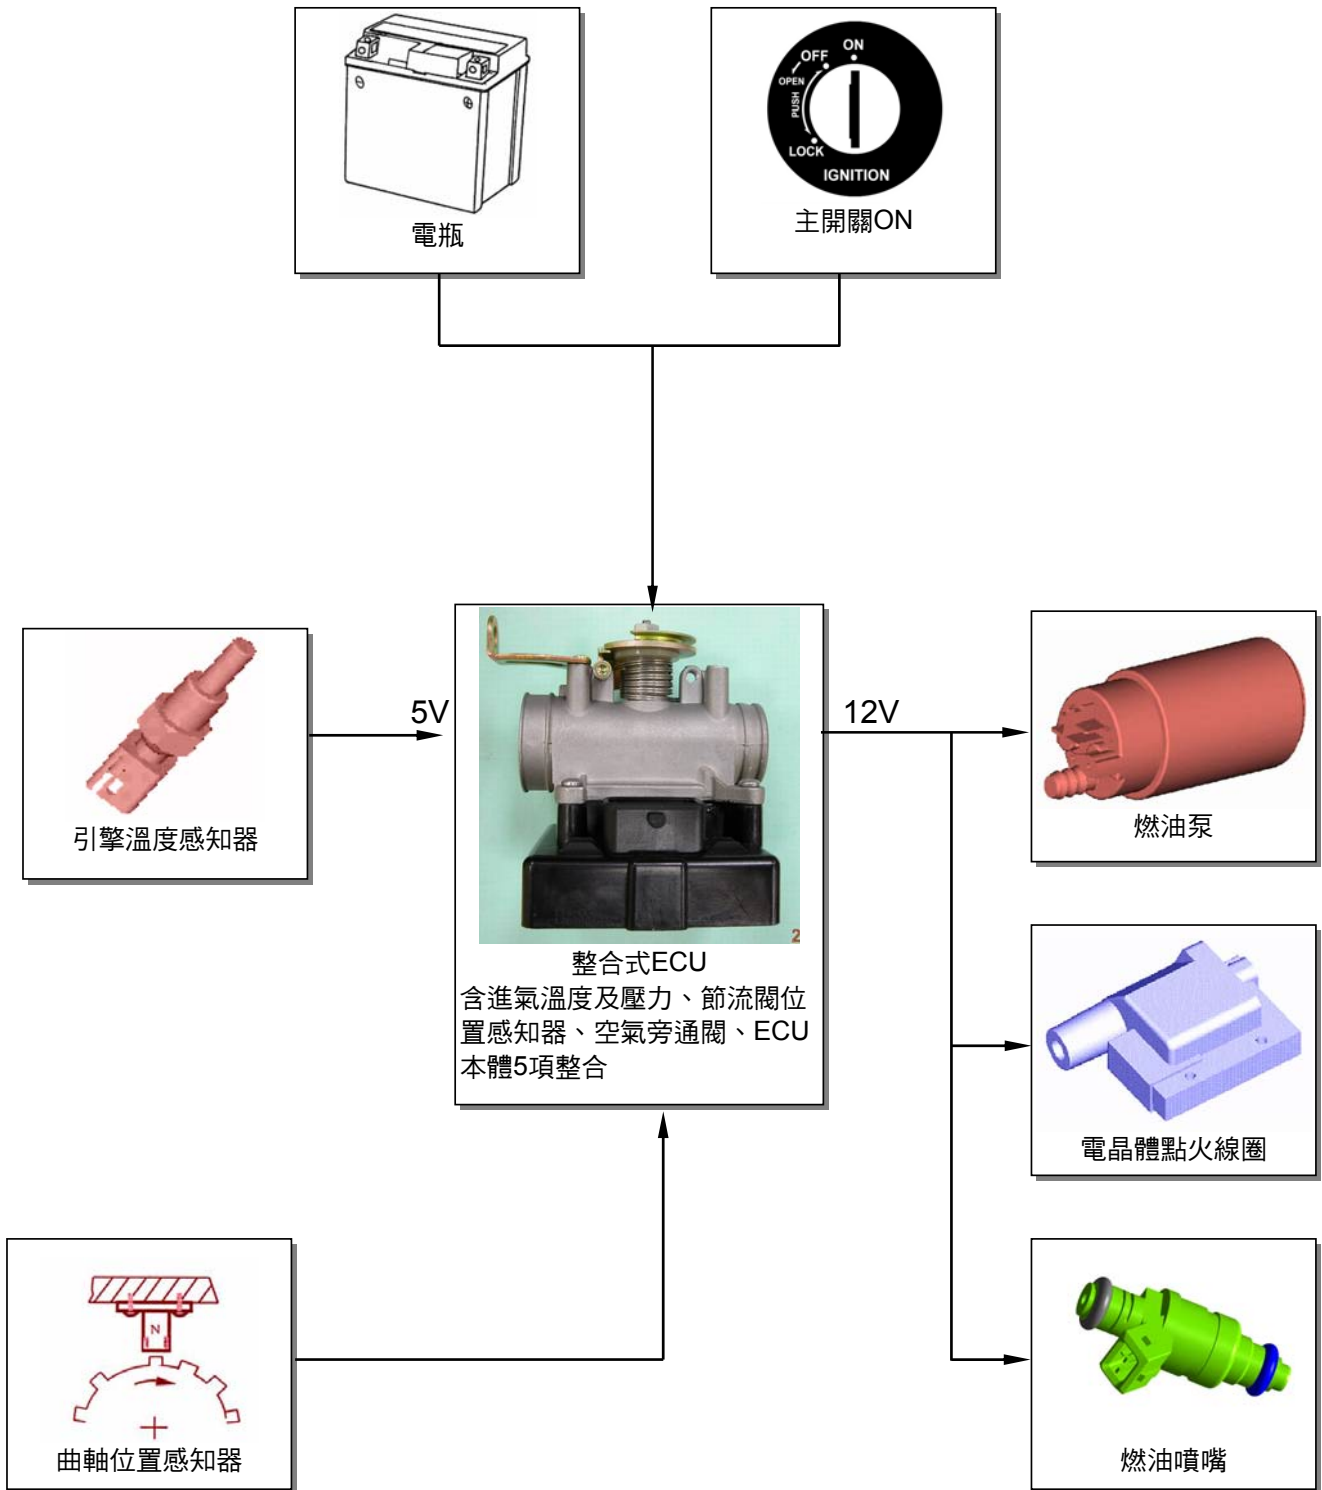 ON
OFF
OPEN
PUSH
LOCK
IGNITION
電瓶
主開關ON
5V
12V
引擎溫度感知器
2
燃油泵
整合式ECU
含進氣溫度及壓力、節流閥位
置感知器、空氣旁通閥、ECU
本體5項整合
電晶體點火線圈
N
曲軸位置感知器
燃油噴嘴